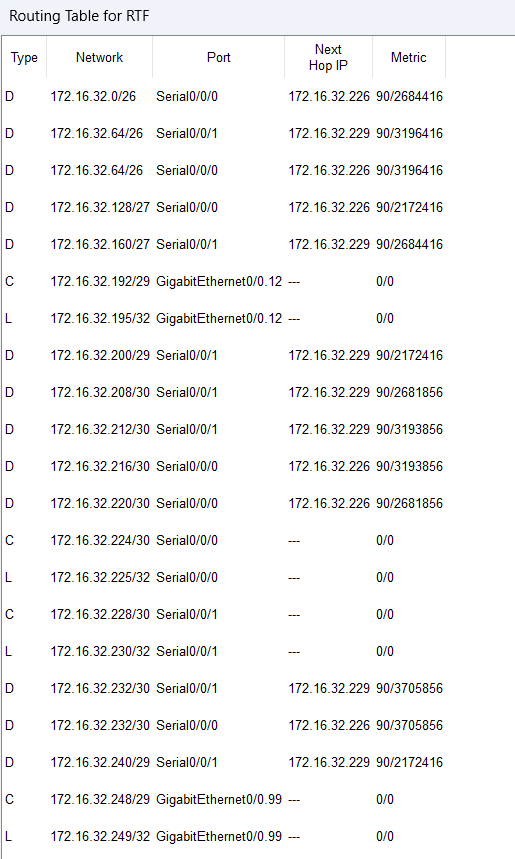 Routing Table for RTF
Type Network Port Next Hop IP Metric
D 172.16.32.0/26 Serial0/0/0 172.16.32.226 90/2684416
D 172.16.32.64/26 Serial0/0/1 172.16.32.229 90/3196416
D 172.16.32.64/26 Serial0/0/0 172.16.32.226 90/3196416
D 172.16.32.128/27 Serial0/0/0 172.16.32.226 90/2172416
D 172.16.32.160/27 Serial0/0/1 172.16.32.229 90/2684416
C 172.16.32.192/29 GigabitEthernet0/0.12 --- 0/0
L 172.16.32.195/32 GigabitEthernet0/0.12 --- 0/0
D 172.16.32.200/29 Serial0/0/1 172.16.32.229 90/2172416
D 172.16.32.208/30 Serial0/0/1 172.16.32.229 90/2681856
D 172.16.32.212/30 Serial0/0/1 172.16.32.229 90/3193856
D 172.16.32.216/30 Serial0/0/0 172.16.32.226 90/3193856
D 172.16.32.220/30 Serial0/0/0 172.16.32.226 90/2681856
C 172.16.32.224/30 Serial0/0/0 --- 0/0
L 172.16.32.225/32 Serial0/0/0 --- 0/0
C 172.16.32.228/30 Serial0/0/1 --- 0/0
L 172.16.32.230/32 Serial0/0/1 --- 0/0
D 172.16.32.232/30 Serial0/0/1 172.16.32.229 90/3705856
D 172.16.32.232/30 Serial0/0/0 172.16.32.226 90/3705856
D 172.16.32.240/29 Serial0/0/1 172.16.32.229 90/2172416
C 172.16.32.248/29 GigabitEthernet0/0.99 --- 0/0
L 172.16.32.249/32 GigabitEthernet0/0.99 --- 0/0